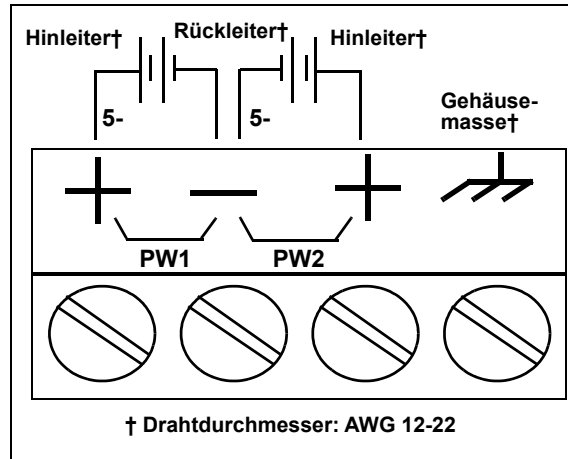 Hinleiter† Rückleiter† Hinleiter†
5- 5-
Gehäuse-
masse†
+ − +
PW1 PW2
† Drahtdurchmesser: AWG 12-22